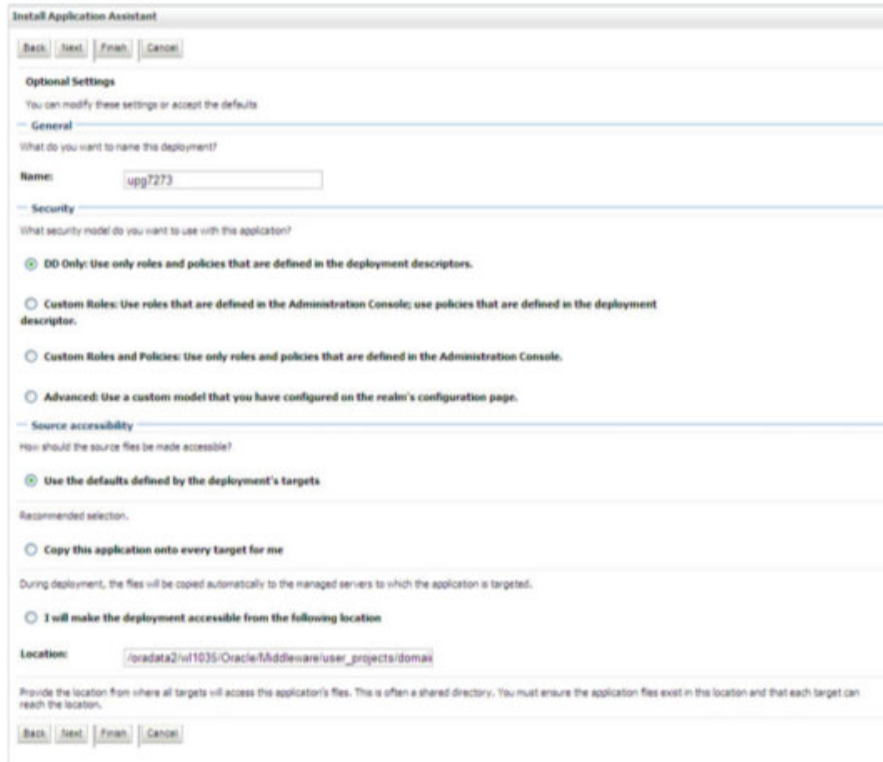 Install Application Assistant
Back Next Finish Cancel
Optional Settings
You can modify these settings or accept the defaults
General
What do you want to name this deployment?
Name: upg7273
Security
What security model do you want to use with this application?
DD Only: Use only roles and policies that are defined in the deployment descriptors.
Custom Roles: Use roles that are defined in the Administration Console; use policies that are defined in the deployment
descriptor.
Custom Roles and Policies: Use only roles and policies that are defined in the Administration Console.
Advanced: Use a custom model that you have configured on the realm's configuration page.
Source accessibility
How should the source files be made accessible?
Use the defaults defined by the deployment's targets
Recommended selection.
Copy this application onto every target for me
During deployment, the files will be copied automatically to the managed servers to which the application is targeted.
I will make the deployment accessible from the following location
Location: /oradata2/wl1035/Oracle/Middleware/user_projects/domai
Provide the location from where all targets will access this application's files. This is often a shared directory. You must ensure the application files exist in this location and that each target can
reach the location.
Back Next Finish Cancel